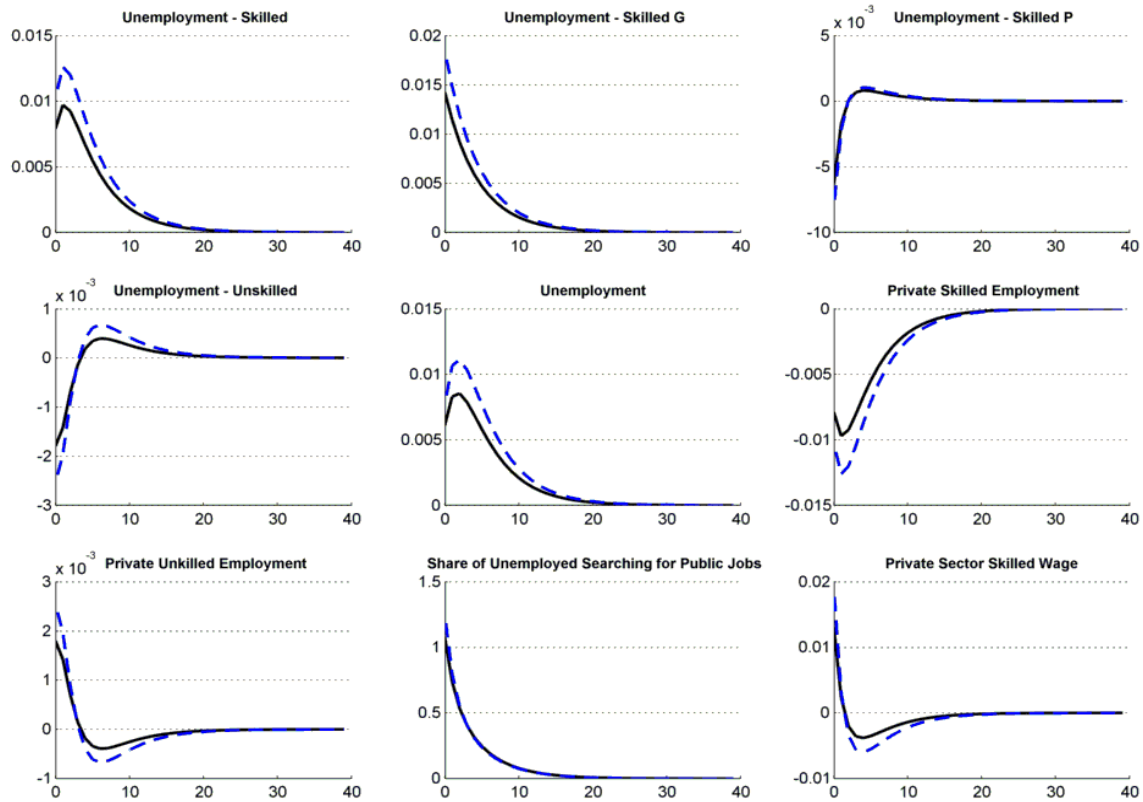 Unemployment - Skilled
0.015
0.01
0.005
0
0 10 20 30 40
Unemployment - Skilled G
0.02
0.015
0.01
0.005
0
0 10 20 30 40
Unemployment - Skilled P
x 10⁻³
5
0
-5
-10
0 10 20 30 40
Unemployment - Unskilled
x 10⁻³
1
0
-1
-2
-3
0 10 20 30 40
Unemployment
0.015
0.01
0.005
0
0 10 20 30 40
Private Skilled Employment
0
-0.005
-0.01
-0.015
0 10 20 30 40
Private Unkilled Employment
x 10⁻³
3
2
1
0
-1
0 10 20 30 40
Share of Unemployed Searching for Public Jobs
1.5
1
0.5
0
0 10 20 30 40
Private Sector Skilled Wage
0.02
0.01
0
-0.01
0 10 20 30 40